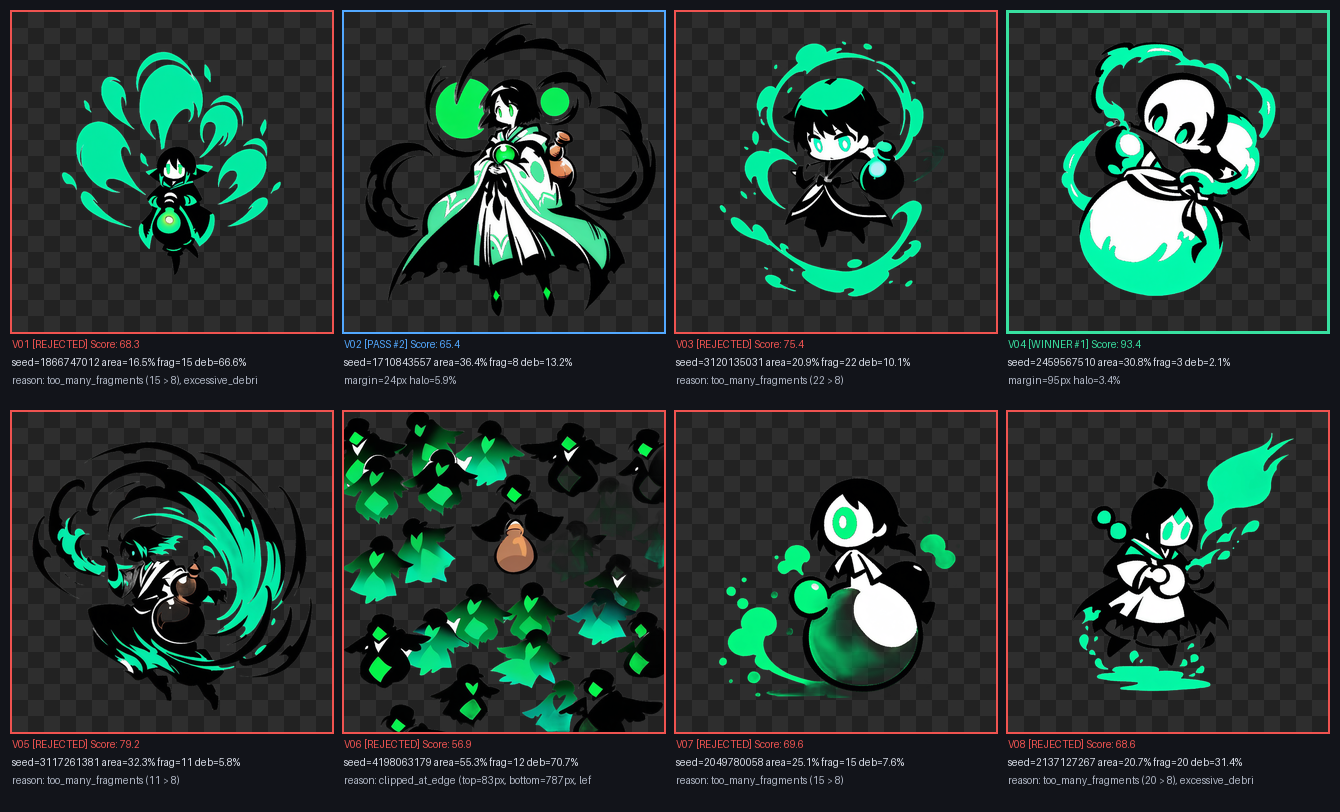 V01 [REJECTED] Score: 68.3
seed=1866747012 area=16.5% frag=15 deb=66.6%
reason: too_many_fragments (15 > 8), excessive_debri
V02 [PASS #2] Score: 65.4
seed=1710843557 area=36.4% frag=8 deb=13.2%
margin=24px halo=5.9%
V03 [REJECTED] Score: 75.4
seed=3120135031 area=20.9% frag=22 deb=10.1%
reason: too_many_fragments (22 > 8)
V04 [WINNER #1] Score: 93.4
seed=2459567510 area=30.8% frag=3 deb=2.1%
margin=95px halo=3.4%
V05 [REJECTED] Score: 79.2
seed=3117261381 area=32.3% frag=11 deb=5.8%
reason: too_many_fragments (11 > 8)
V06 [REJECTED] Score: 56.9
seed=4198063179 area=55.3% frag=12 deb=70.7%
reason: clipped_at_edge (top=83px, bottom=787px, lef
V07 [REJECTED] Score: 69.6
seed=2049780058 area=25.1% frag=15 deb=7.6%
reason: too_many_fragments (15 > 8)
V08 [REJECTED] Score: 68.6
seed=2137127267 area=20.7% frag=20 deb=31.4%
reason: too_many_fragments (20 > 8), excessive_debri